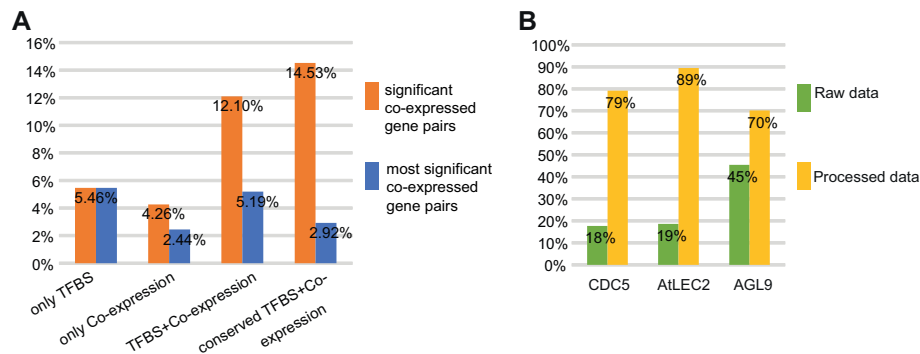 A
16%
14%
12%
10%
8%
6%
4%
2%
0%
5.46%
4.26%
2.44%
12.10%
5.19%
14.53%
2.92%
only TFBS
only Co-expression
TFBS+Co-expression
conserved TFBS+Co-
expression
significant
co-expressed
gene pairs
most significant
co-expressed
gene pairs
B
100%
90%
80%
70%
60%
50%
40%
30%
20%
10%
0%
18%
79%
19%
89%
45%
70%
CDC5
AtLEC2
AGL9
Raw data
Processed data